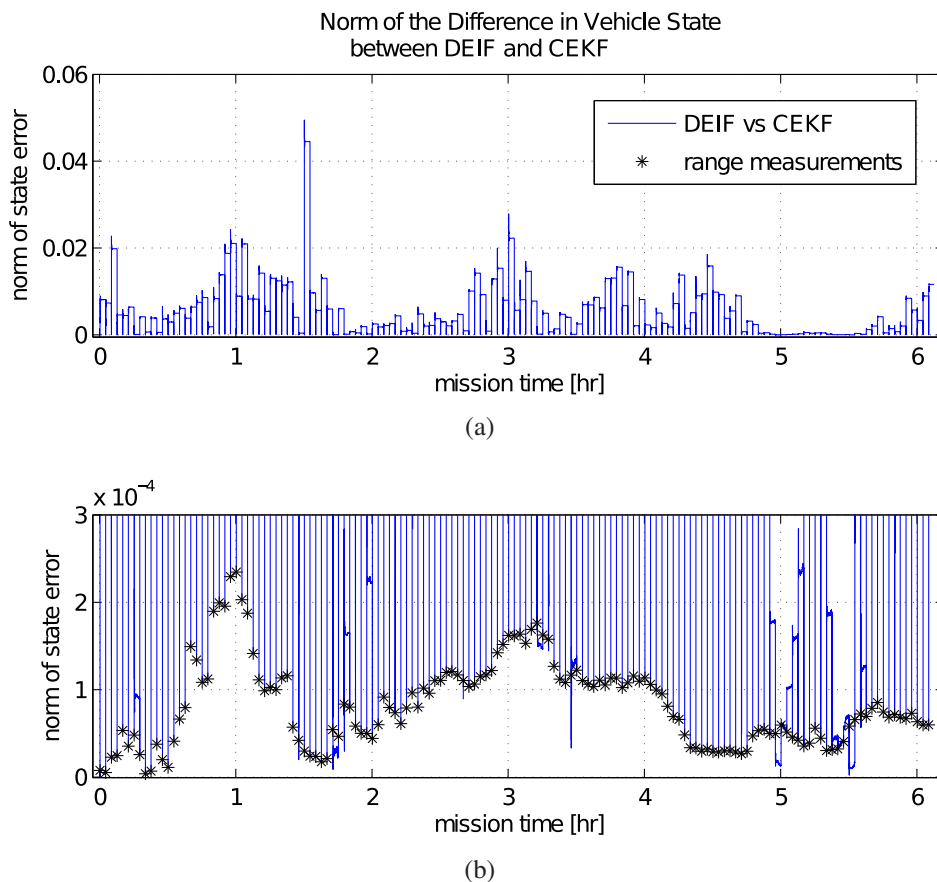 Norm of the Difference in Vehicle State
between DEIF and CEKF
0.06
0.04
0.02
0
norm of state error
DEIF vs CEKF
range measurements
0 1 2 3 4 5 6
mission time [hr]
(a)
x 10⁻⁴
3
2
1
0
norm of state error
0 1 2 3 4 5 6
mission time [hr]
(b)